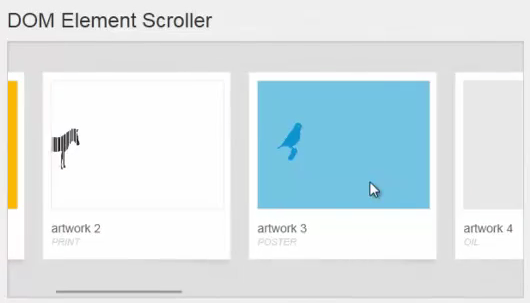 DOM Element Scroller
artwork 2
PRINT
artwork 3
POSTER
artwork 4
OIL